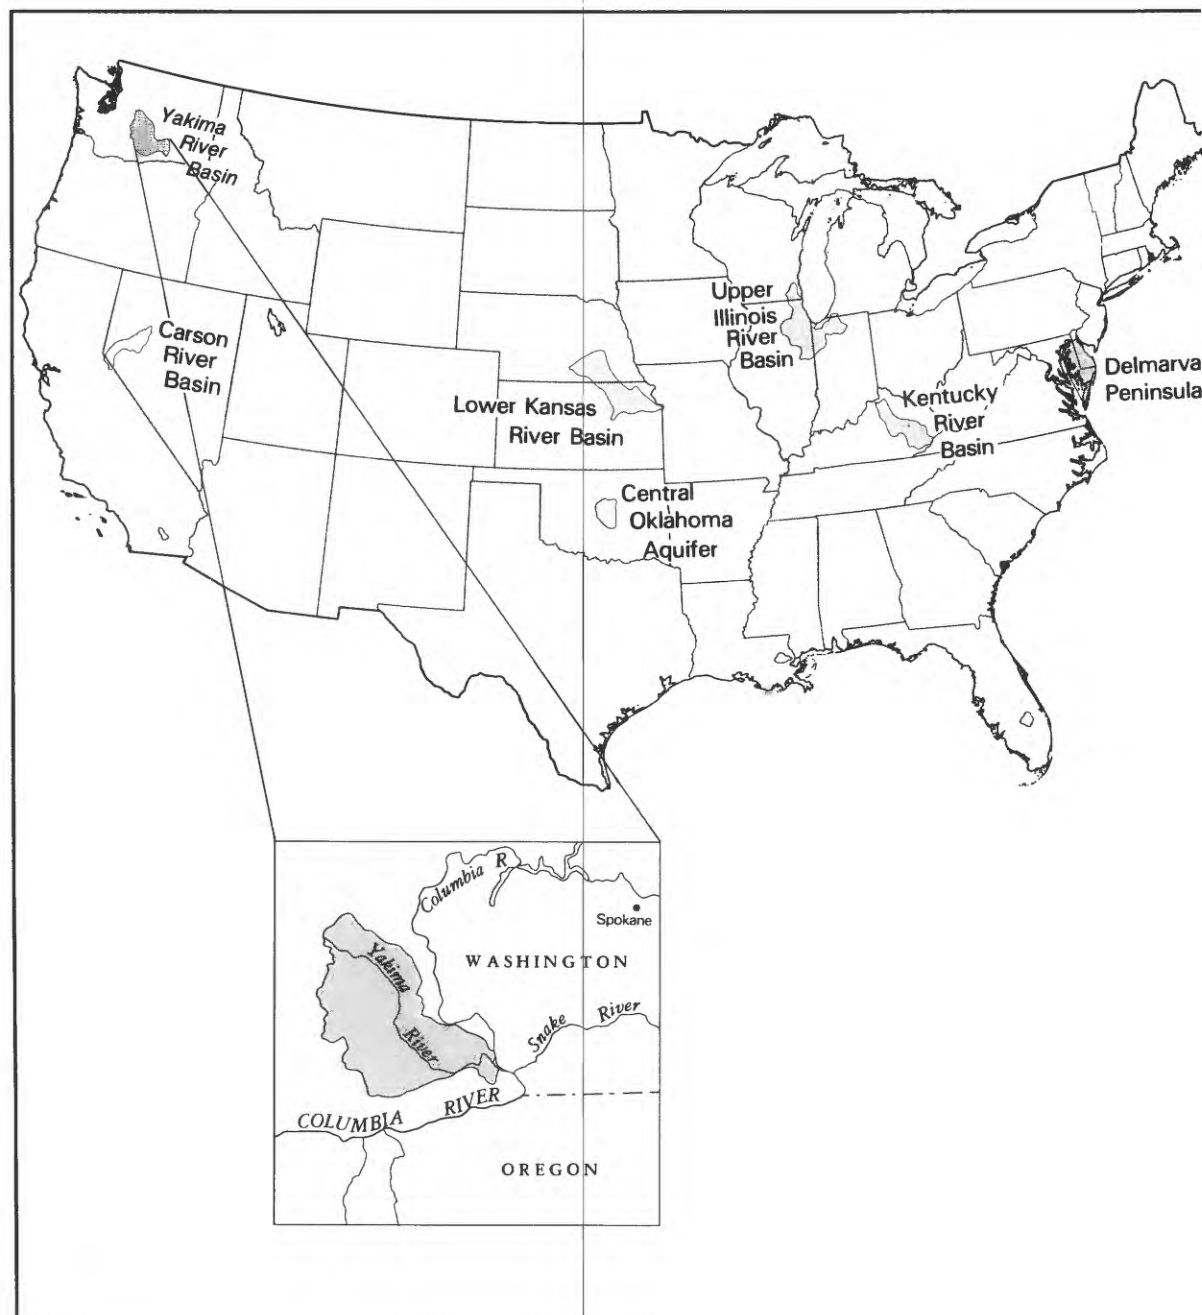 Yakima
River
Basin
Carson
River
Basin
Upper
Illinois
River
Basin
Lower Kansas
River Basin
Kentucky
River
Basin
Delmarva
Peninsula
Central
Oklahoma
Aquifer
Columbia R
Spokane
WASHINGTON
Yakima
River
Snake River
COLUMBIA RIVER
OREGON